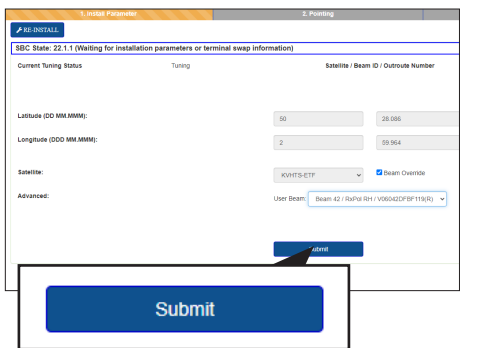 1. Install Parameter 2. Pointing
RE-INSTALL
SBC State: 22.1.1 (Waiting for installation parameters or terminal swap information)
Current Tuning Status Tuning Satellite / Beam ID / Outroute Number
Latitude (DD MM.MMM): 50 28.086
Longitude (DDD MM.MMM): 2 59.964
Satellite: KVHTS-ETF Beam Override
Advanced: User Beam: Beam 42 / RxPol RH / V06042DFBF119(R)
Submit
Submit